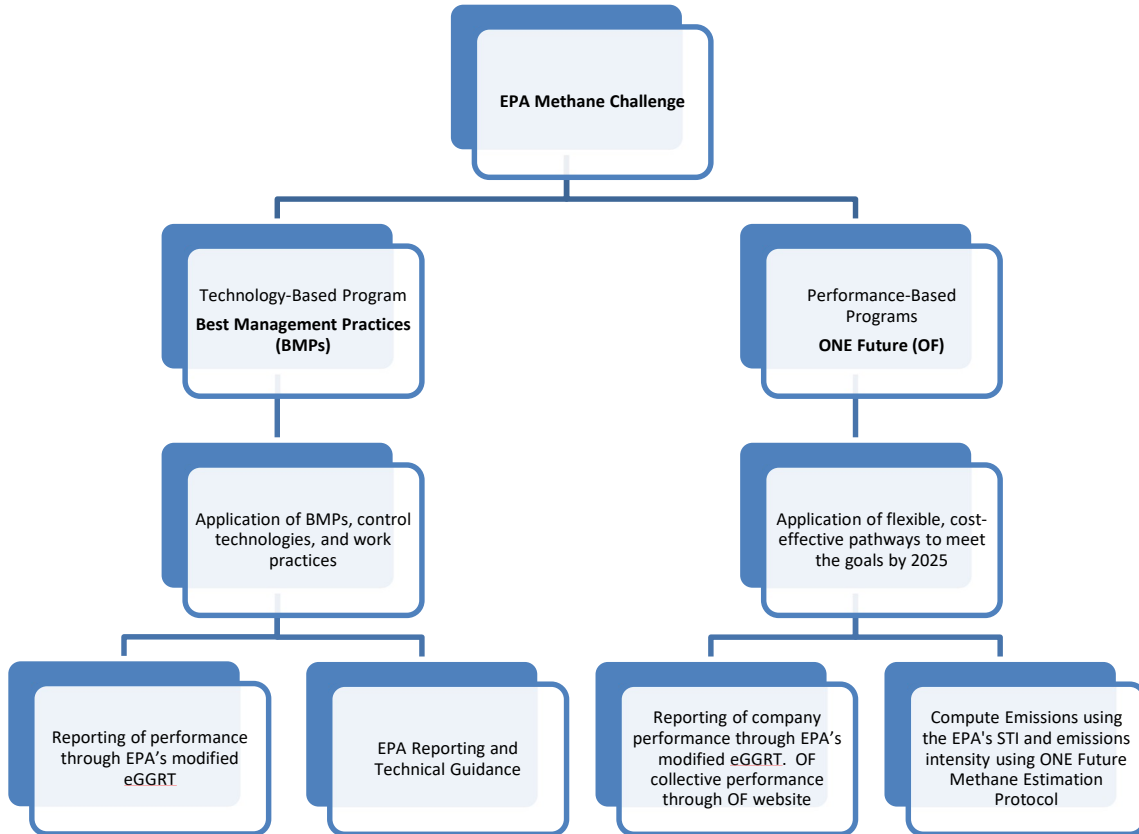 EPA Methane Challenge
Technology-Based Program
Best Management Practices
(BMPs)
Performance-Based
Programs
ONE Future (OF)
Application of BMPs, control
technologies, and work
practices
Application of flexible, cost-
effective pathways to meet
the goals by 2025
Reporting of performance
through EPA’s modified
eGGRT
EPA Reporting and
Technical Guidance
Reporting of company
performance through EPA’s
modified eGGRT. OF
collective performance
through OF website
Compute Emissions using
the EPA's STI and emissions
intensity using ONE Future
Methane Estimation
Protocol